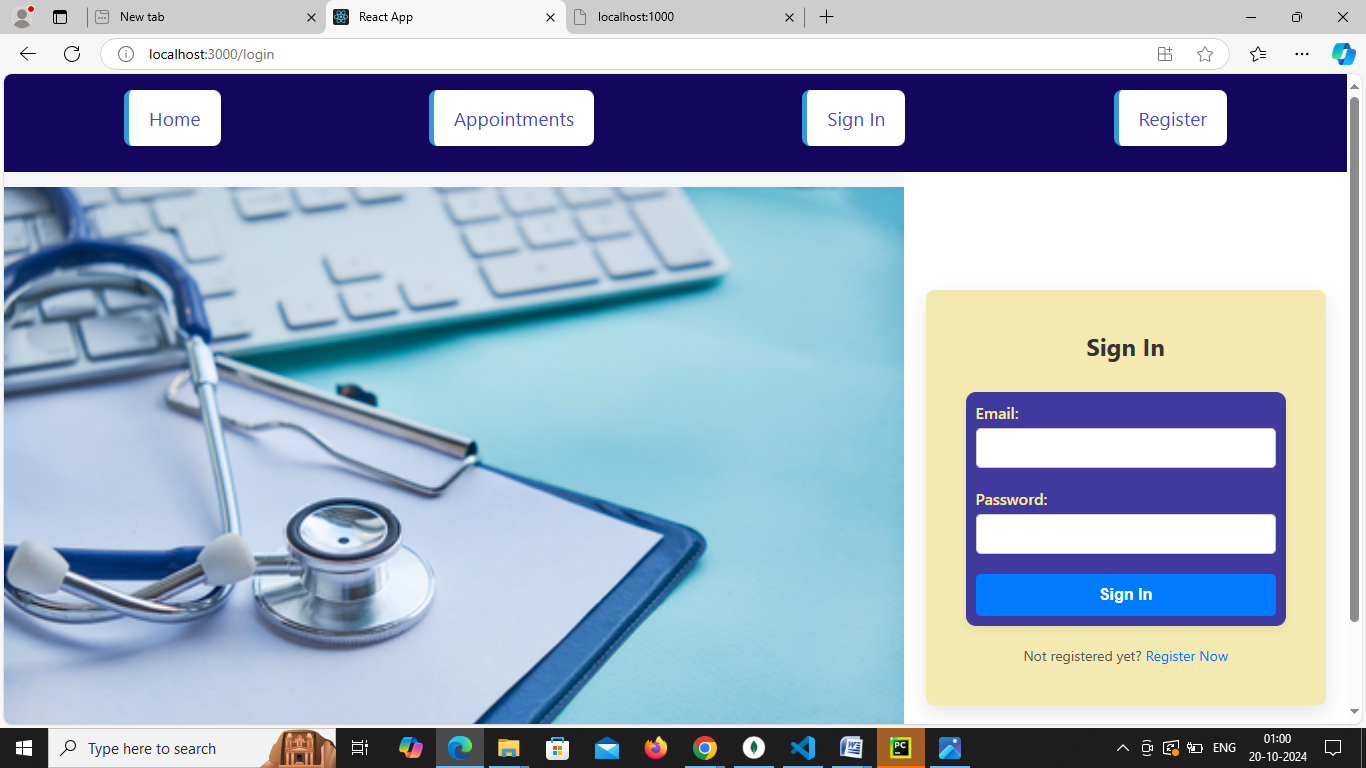 New tab
React App
localhost:1000
localhost:3000/login
Home
Appointments
Sign In
Register
Sign In
Email:
Password:
Sign In
Not registered yet? Register Now
Type here to search
W
PC
ENG
01:00
20-10-2024